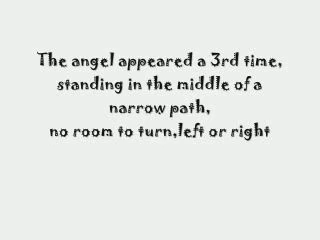 The angel appeared a 3rd time,
standing in the middle of a
narrow path,
no room to turn,left or right